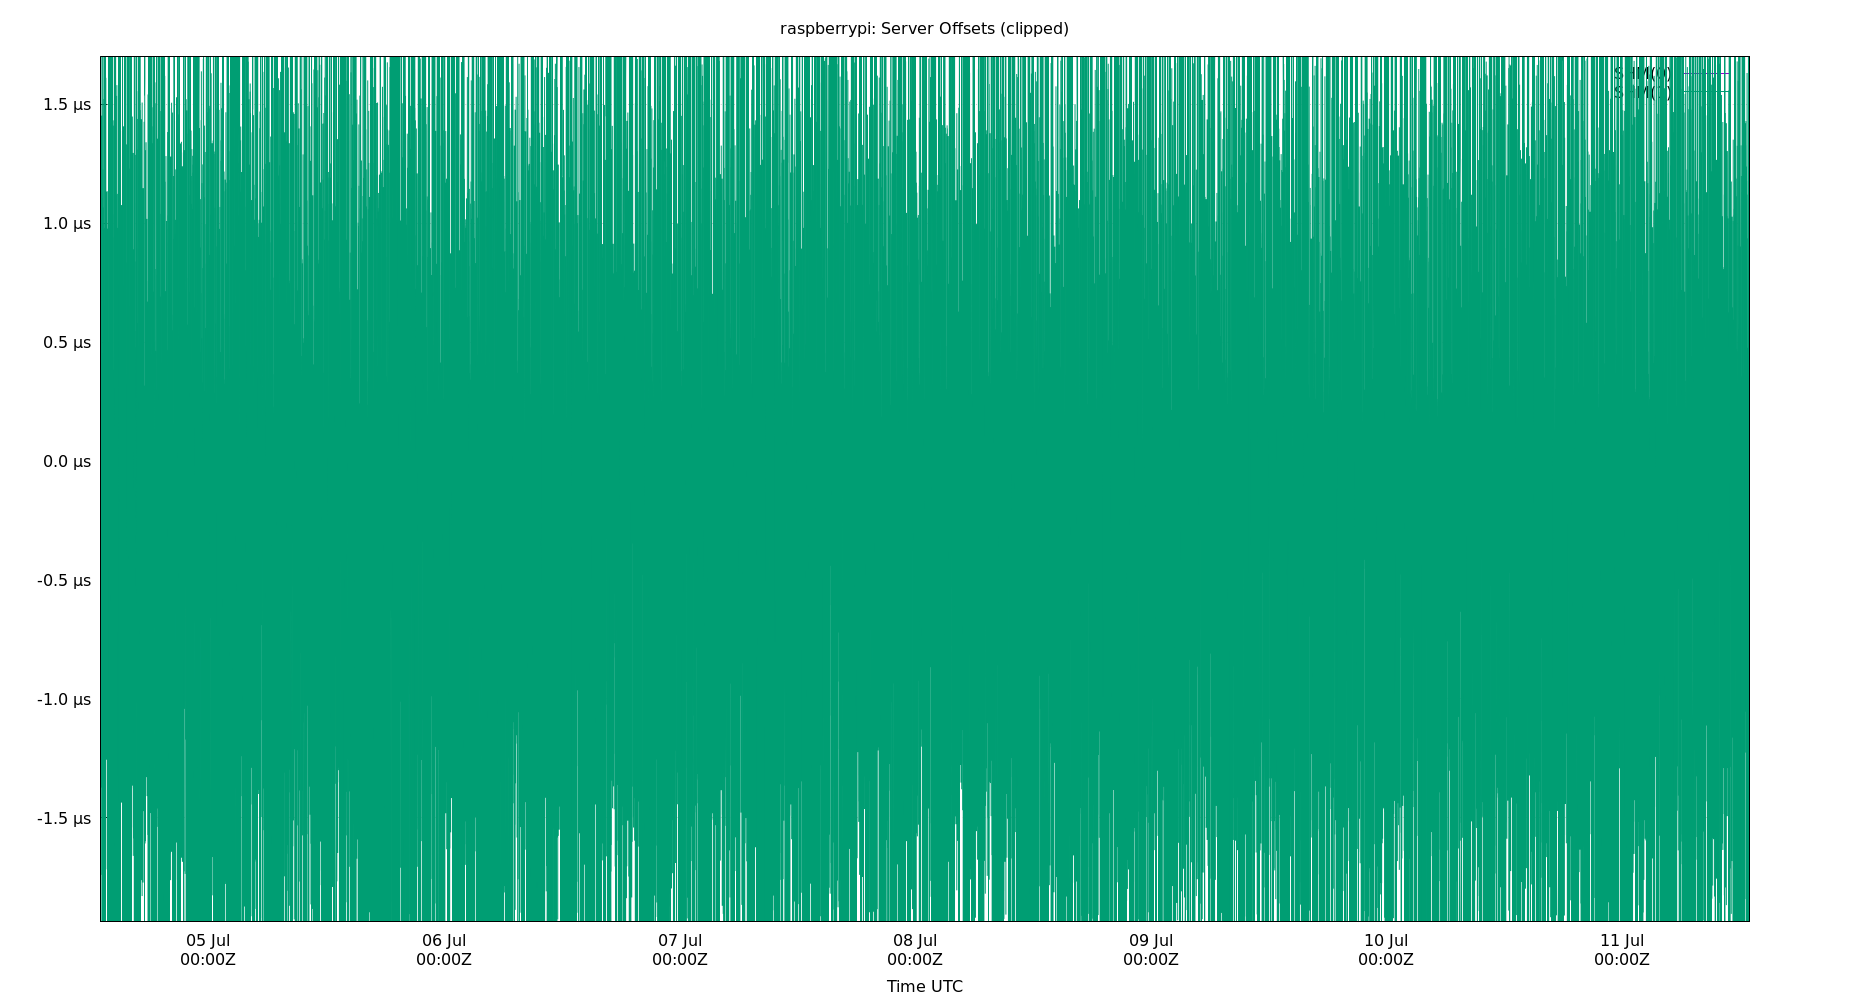 raspberrypi: Server Offsets (clipped)
SHM(0)
1.5 µs
1.0 µs
0.5 µs
0.0 µs
-0.5 µs
-1.0 µs
-1.5 µs
05 Jul 06 Jul 07 Jul 08 Jul 09 Jul 10 Jul 11 Jul
00:00Z 00:00Z 00:00Z 00:00Z 00:00Z 00:00Z 00:00Z
Time UTC